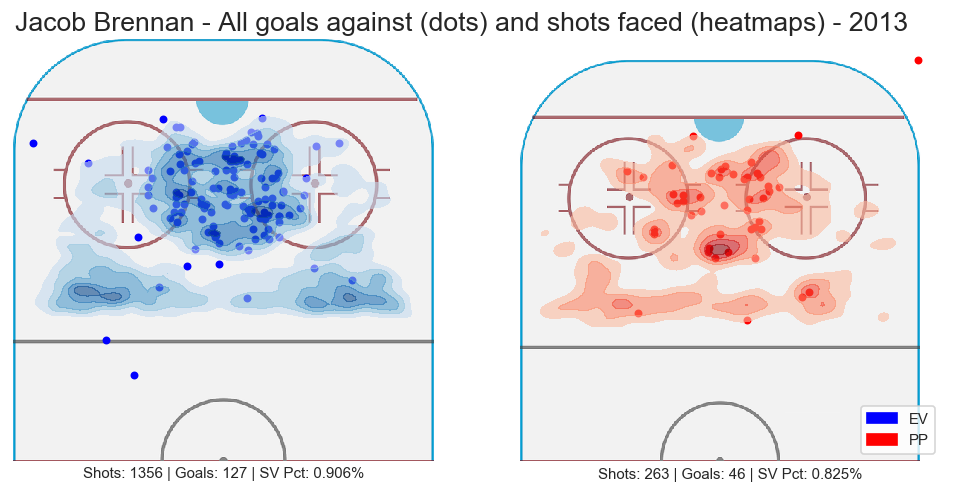 Jacob Brennan - All goals against (dots) and shots faced (heatmaps) - 2013
EV
PP
Shots: 1356 | Goals: 127 | SV Pct: 0.906%
Shots: 263 | Goals: 46 | SV Pct: 0.825%